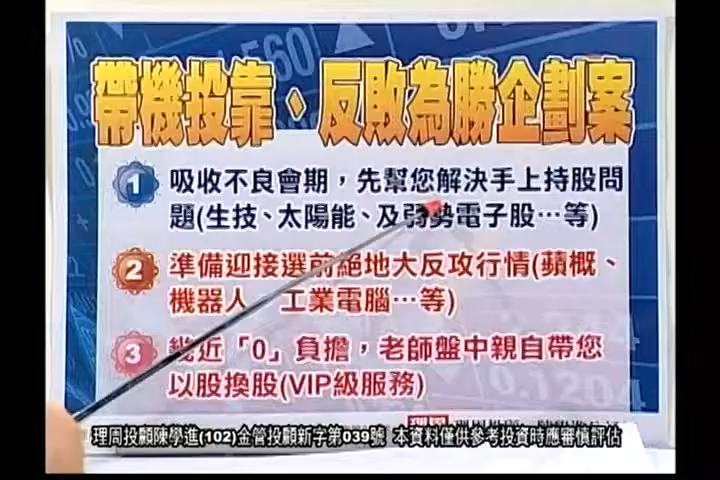 帶機投靠・反敗為勝企劃案
1 吸收不良會期，先幫您解決手上持股問
題(生技、太陽能、及弱勢電子股…等)
2 準備迎接選前絕地大反攻行情(蘋概、
機器人 工業電腦…等)
3 幾近「0」負擔，老師盤中親自帶您
以股換股(VIP級服務)
理周投顧陳學進(102)金管投顧新字第039號 本資料僅供參考投資時應審慎評估